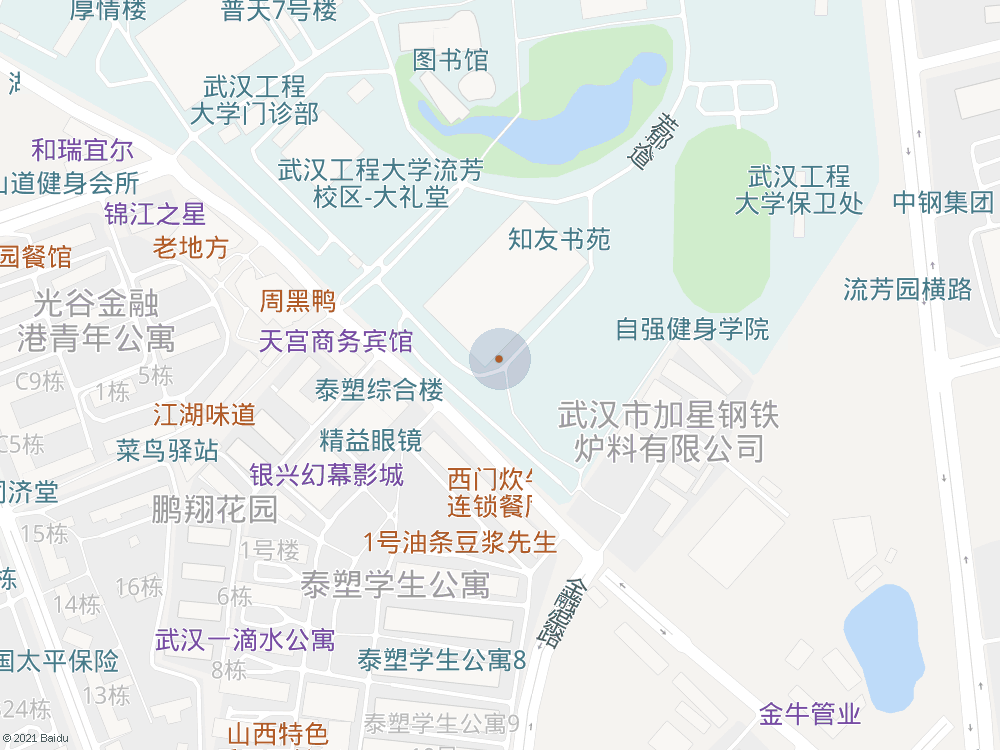 厚情楼
普天7号楼
图书馆
武汉工程
大学门诊部
芳郡道
和瑞宜尔
武汉工程大学流芳
校区-大礼堂
山道健身会所
武汉工程
大学保卫处
中钢集团
锦江之星
知友书苑
老地方
园餐馆
流芳园横路
光谷金融
港青年公寓
周黑鸭
自强健身学院
天宫商务宾馆
C9栋
5栋
1栋
泰塑综合楼
江湖味道
武汉市加星钢铁
炉料有限公司
C5栋
菜鸟驿站
精益眼镜
银兴幻幕影城
西门炊
连锁餐
同济堂
鹏翔花园
15栋
1号楼
1号油条豆浆先生
栋
16栋
6栋
14栋
泰塑学生公寓
武汉一滴水公寓
国太平保险
泰塑学生公寓8
8栋
13栋
B24栋
金牛管业
泰塑学生公寓9
山西特色
© 2021 Baidu